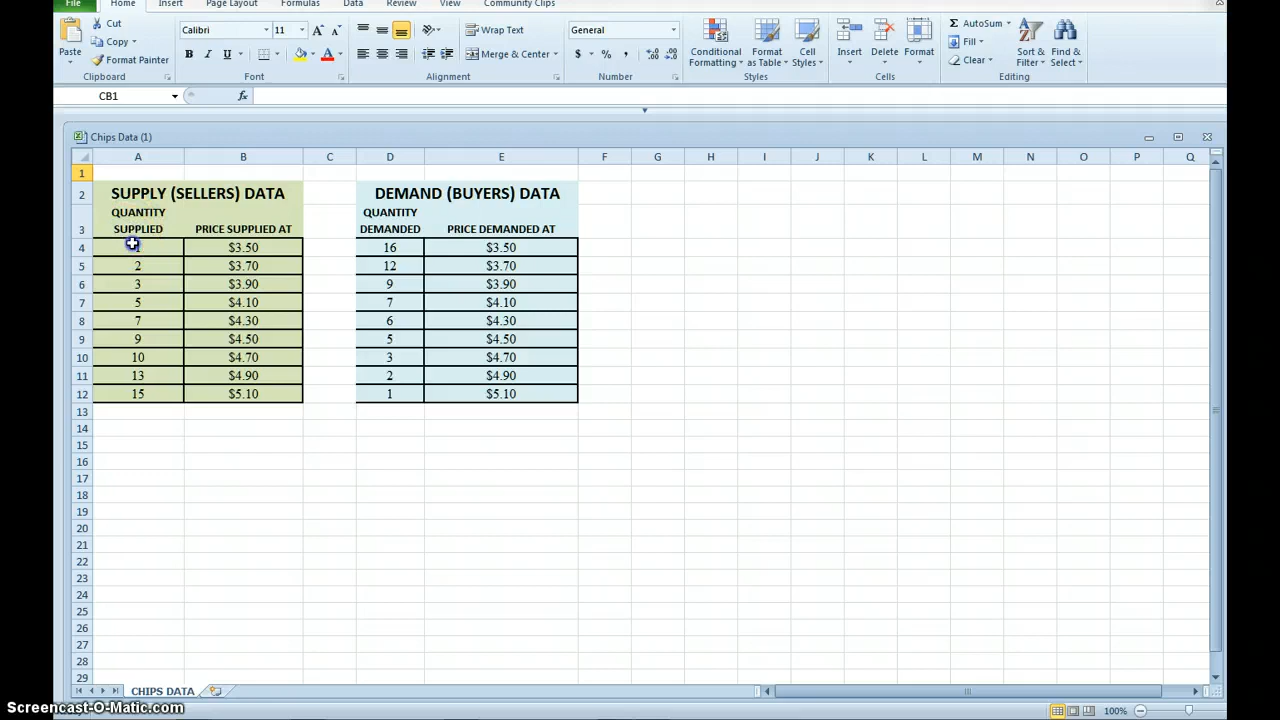 File Home Insert Page Layout Formulas Data Review View Community Clips
Paste Cut Copy Format Painter Clipboard
Calibri 11 A A B I U A Font
Wrap Text Merge & Center Alignment
General $ % , Number
Conditional Formatting Format as Table Cell Styles Styles
Insert Delete Format Cells
Σ AutoSum Fill Clear Sort & Filter Find & Select Editing
CB1 fx
Chips Data (1)
A B C D E F G H I J K L M N O P Q
1
2 SUPPLY (SELLERS) DATA DEMAND (BUYERS) DATA
3 QUANTITY SUPPLIED PRICE SUPPLIED AT QUANTITY DEMANDED PRICE DEMANDED AT
4 $3.50 16 $3.50
5 2 $3.70 12 $3.70
6 3 $3.90 9 $3.90
7 5 $4.10 7 $4.10
8 7 $4.30 6 $4.30
9 9 $4.50 5 $4.50
10 10 $4.70 3 $4.70
11 13 $4.90 2 $4.90
12 15 $5.10 1 $5.10
13
14
15
16
17
18
19
20
21
22
23
24
25
26
27
28
29
CHIPS DATA
100%
Screencast-O-Matic.com